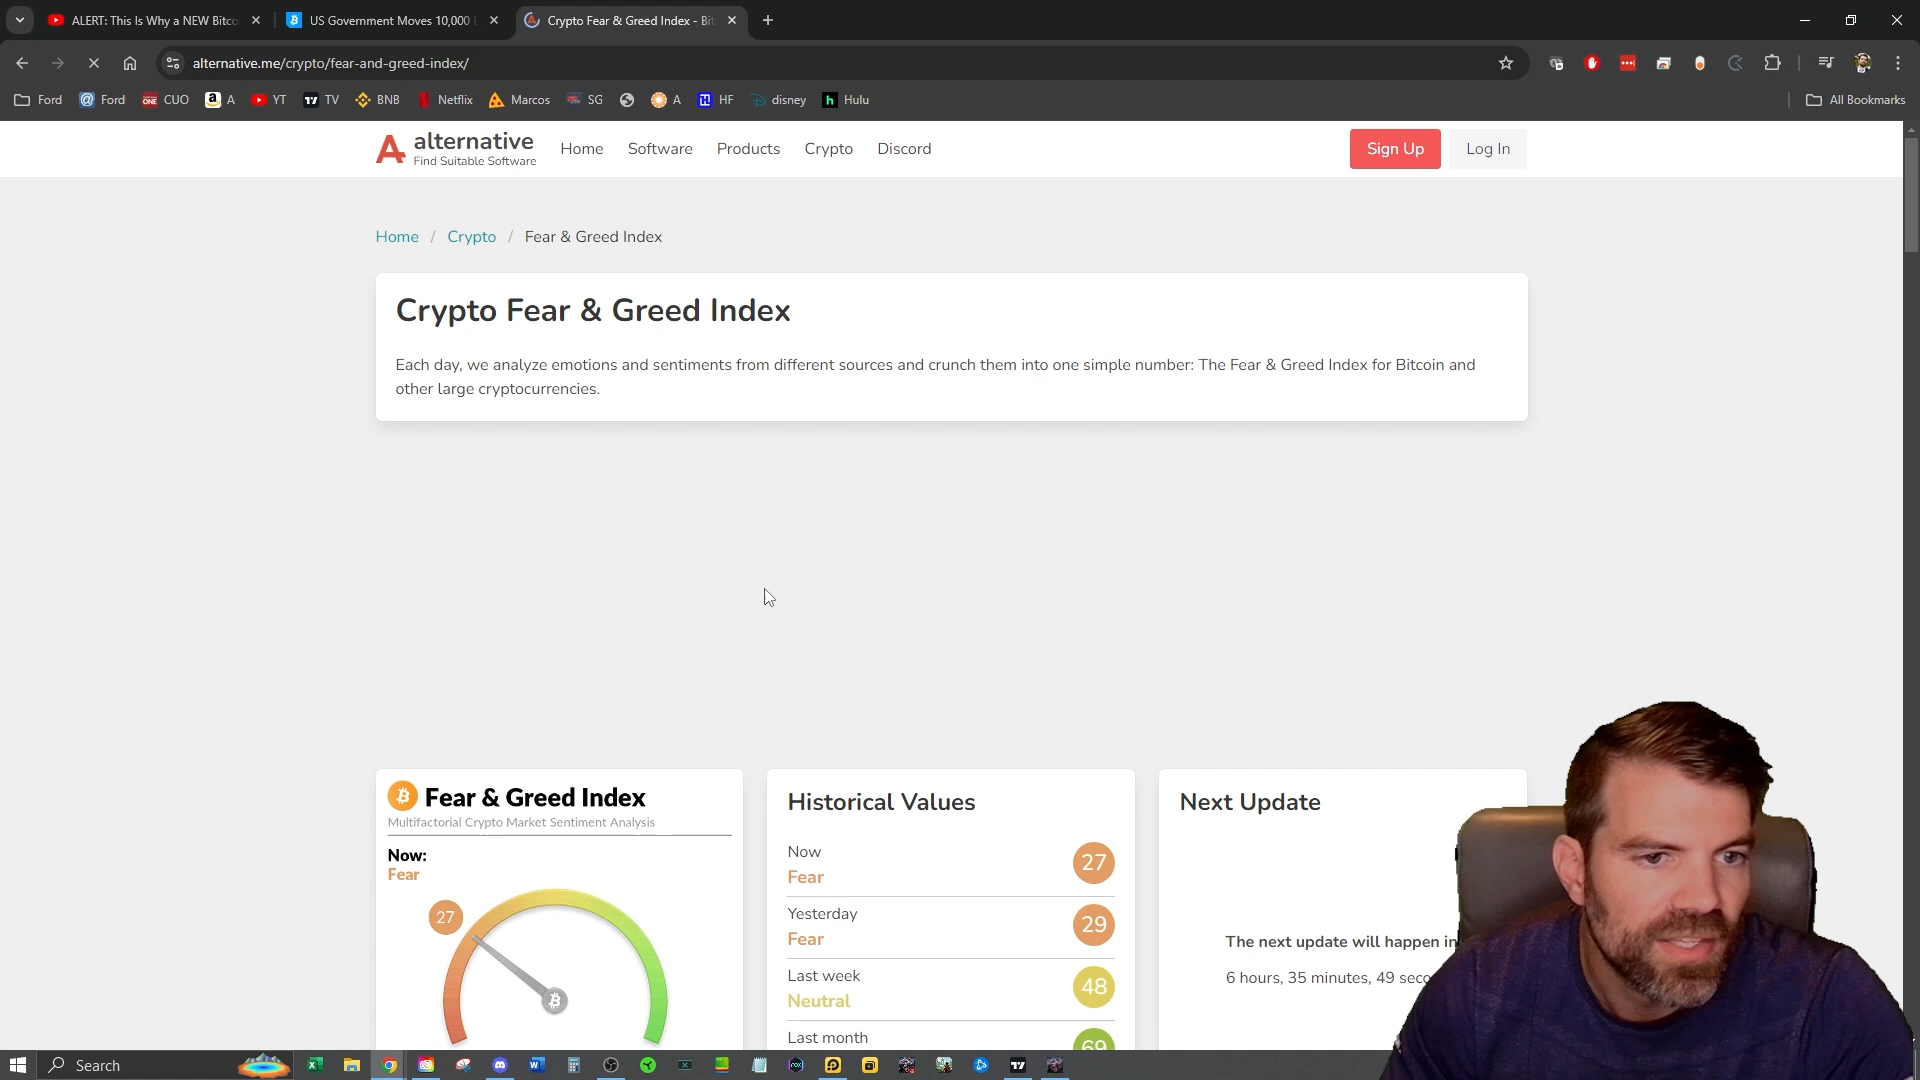 ALERT: This Is Why a NEW Bitco
US Government Moves 10,000
Crypto Fear & Greed Index - Bi
alternative.me/crypto/fear-and-greed-index/
Ford
Ford
CUO
A
YT
TV
BNB
Netflix
Marcos
SG
A
HF
disney
Hulu
All Bookmarks
alternative
Find Suitable Software
Home
Software
Products
Crypto
Discord
Sign Up
Log In
Home / Crypto / Fear & Greed Index
Crypto Fear & Greed Index
Each day, we analyze emotions and sentiments from different sources and crunch them into one simple number: The Fear & Greed Index for Bitcoin and
other large cryptocurrencies.
Fear & Greed Index
Multifactorial Crypto Market Sentiment Analysis
Now:
Fear
27
Historical Values
Now
Fear
27
Yesterday
Fear
29
Last week
Neutral
48
Last month
69
Next Update
The next update will happen in
6 hours, 35 minutes, 49 seco
Search